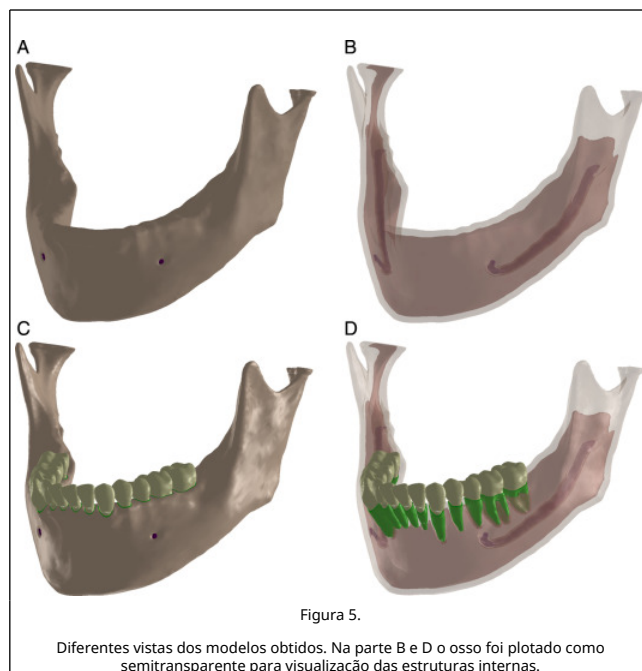 A
B
C
D
Figura 5.
Diferentes vistas dos modelos obtidos. Na parte B e D o osso foi plotado como
semitransparente para visualização das estruturas internas.